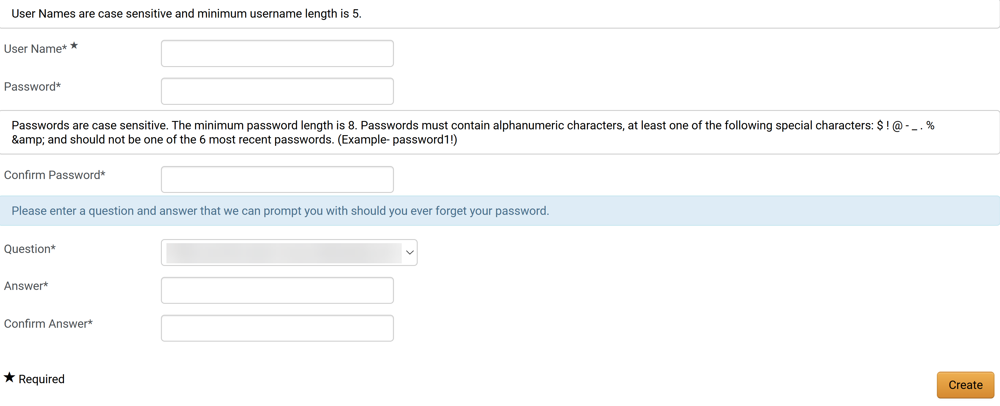 User Names are case sensitive and minimum username length is 5.
User Name* ★
Password*
Passwords are case sensitive. The minimum password length is 8. Passwords must contain alphanumeric characters, at least one of the following special characters: $ ! @ - _ . %
&amp; and should not be one of the 6 most recent passwords. (Example- password1!)
Confirm Password*
Please enter a question and answer that we can prompt you with should you ever forget your password.
Question*
Answer*
Confirm Answer*
★ Required
Create